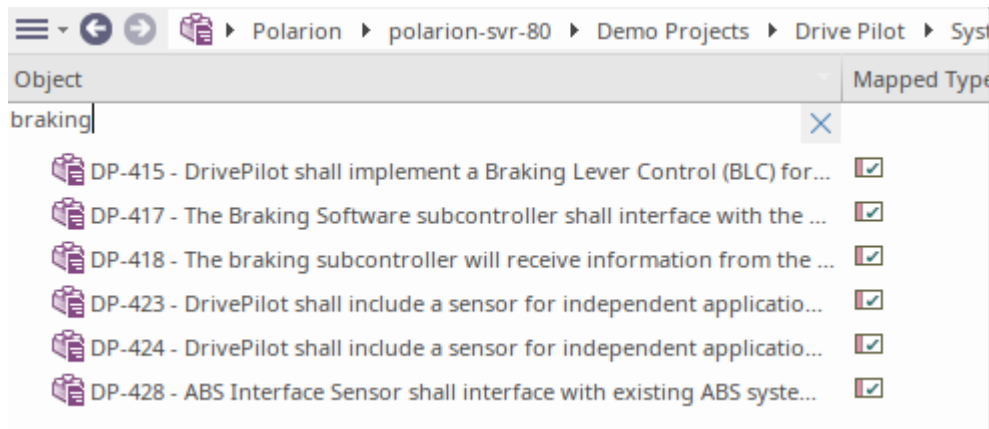 Polarion polarion-svr-80 Demo Projects Drive Pilot Syst
Object Mapped Type
braking
DP-415 - DrivePilot shall implement a Braking Lever Control (BLC) for...
DP-417 - The Braking Software subcontroller shall interface with the ...
DP-418 - The braking subcontroller will receive information from the ...
DP-423 - DrivePilot shall include a sensor for independent applicatio...
DP-424 - DrivePilot shall include a sensor for independent applicatio...
DP-428 - ABS Interface Sensor shall interface with existing ABS syste...